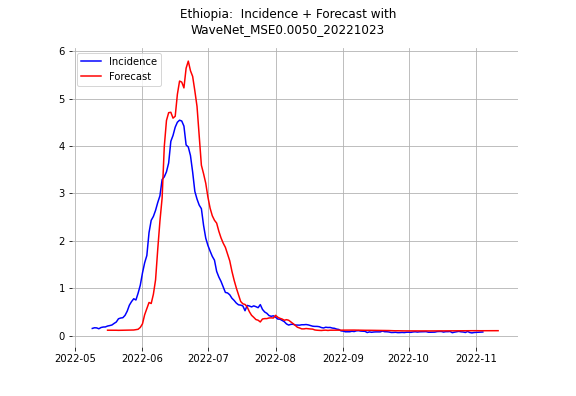 Ethiopia:  Incidence + Forecast with
WaveNet_MSE0.0050_20221023
Incidence
Forecast
6
5
4
3
2
1
0
2022-05 2022-06 2022-07 2022-08 2022-09 2022-10 2022-11